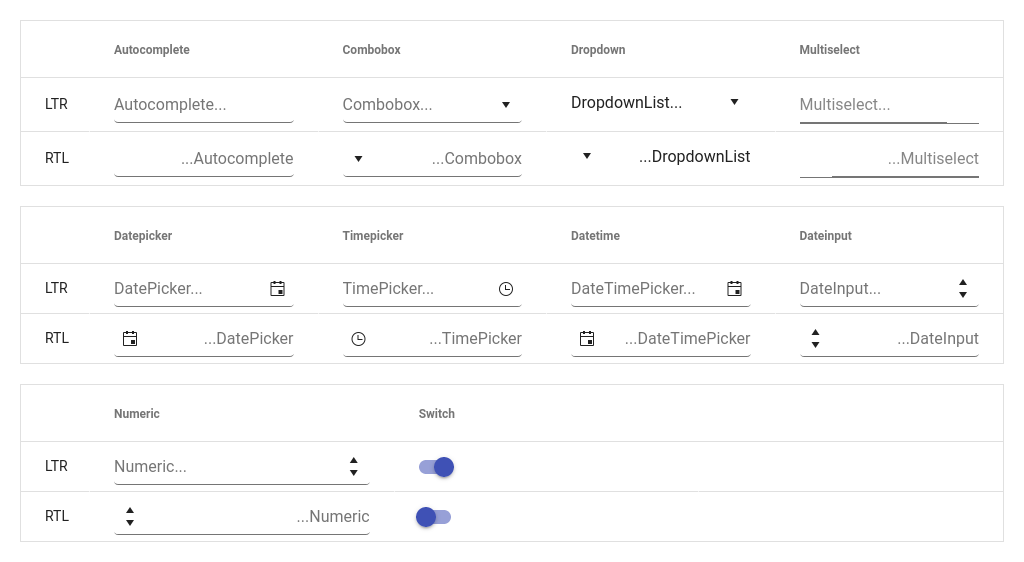 Autocomplete Combobox Dropdown Multiselect
LTR Autocomplete... Combobox... DropdownList... Multiselect...
RTL ...Autocomplete ...Combobox ...DropdownList ...Multiselect
Datepicker Timepicker Datetime Dateinput
LTR DatePicker... TimePicker... DateTimePicker... DateInput...
RTL ...DatePicker ...TimePicker ...DateTimePicker ...DateInput
Numeric Switch
LTR Numeric...
RTL ...Numeric